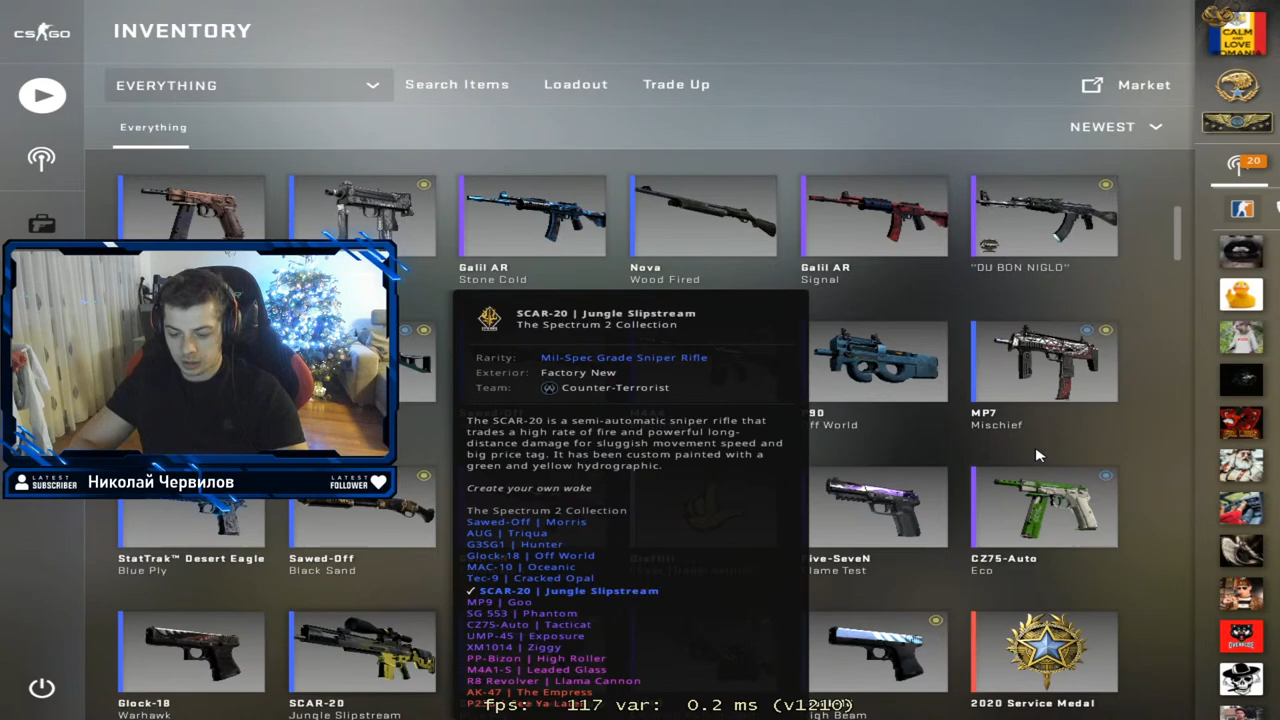 CS GO
INVENTORY
CALM
AND
LOVE
ROMANIA
EVERYTHING
Search Items
Loadout
Trade Up
Market
Everything
NEWEST
20
Galil AR
Stone Cold
Nova
Wood Fired
Galil AR
Signal
"DU BON NIGLO"
SCAR-20 | Jungle Slipstream
The Spectrum 2 Collection
Rarity: Mil-Spec Grade Sniper Rifle
Exterior: Factory New
Team: Counter-Terrorist
The SCAR-20 is a semi-automatic sniper rifle that
trades a high rate of fire and powerful long-
distance damage for sluggish movement speed and
big price tag. It has been custom painted with a
green and yellow hydrographic.
Create your own wake
The Spectrum 2 Collection
Sawed-Off | Morris
AUG | Triqua
G3SG1 | Hunter
Glock-18 | Off World
MAC-10 | Oceanic
Tec-9 | Cracked Opal
✓ SCAR-20 | Jungle Slipstream
MP9 | Goo
SG 553 | Phantom
CZ75-Auto | Tacticat
UMP-45 | Exposure
XM1014 | Ziggy
PP-Bizon | High Roller
M4A1-S | Leaded Glass
R8 Revolver | Llama Cannon
AK-47 | The Empress
fps: 117 var: 0.2 ms (v1210)
P90
Off World
MP7
Mischief
LATEST
SUBSCRIBER
Николай Червилов
LATEST
FOLLOWER
StatTrak™ Desert Eagle
Blue Ply
Sawed-Off
Black Sand
Five-SeveN
Flame Test
CZ75-Auto
Eco
Glock-18
Warhawk
SCAR-20
Jungle Slipstream
High Beam
2020 Service Medal